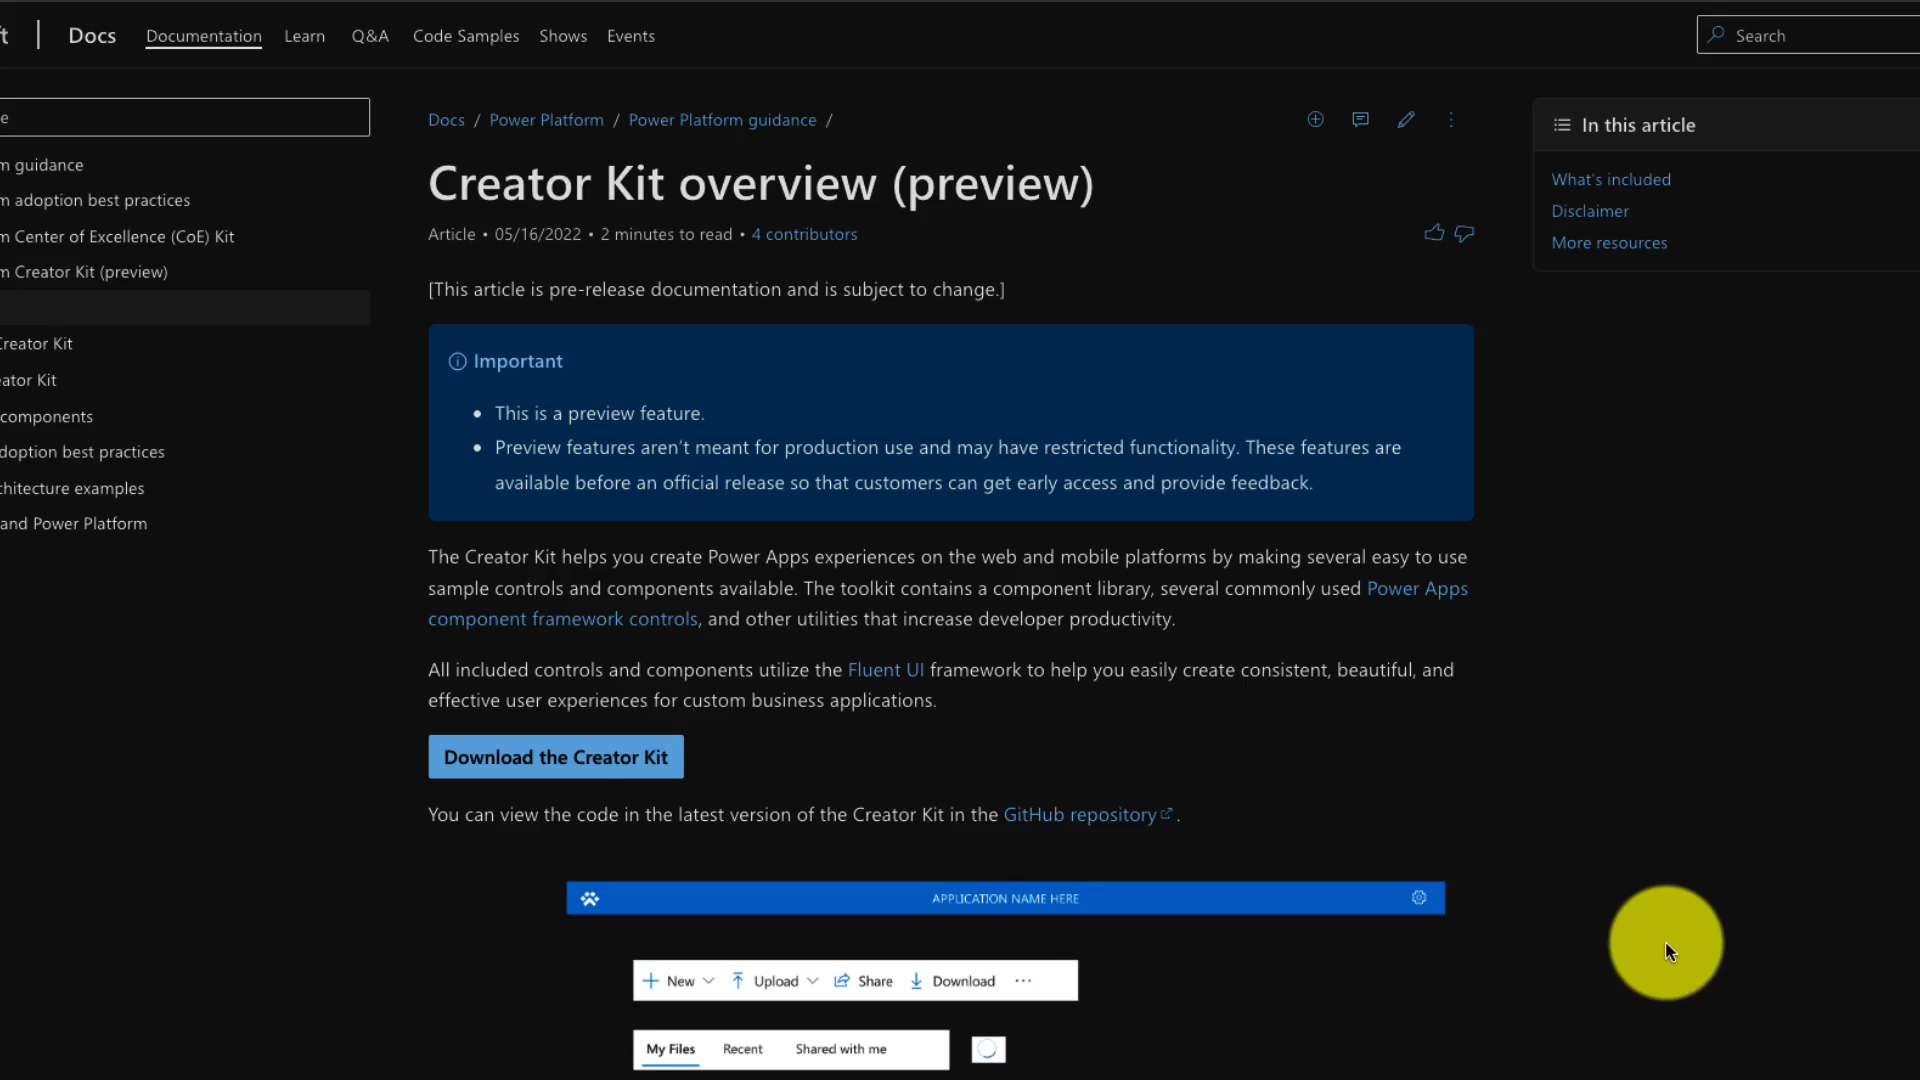 Docs
Documentation
Learn
Q&A
Code Samples
Shows
Events
Search
guidance
adoption best practices
Center of Excellence (CoE) Kit
Creator Kit (preview)
Creator Kit
Kit
components
best practices
examples
and Power Platform
Docs / Power Platform / Power Platform guidance /
Creator Kit overview (preview)
Article • 05/16/2022 • 2 minutes to read • 4 contributors
[This article is pre-release documentation and is subject to change.]
Important
• This is a preview feature.
• Preview features aren't meant for production use and may have restricted functionality. These features are
available before an official release so that customers can get early access and provide feedback.
The Creator Kit helps you create Power Apps experiences on the web and mobile platforms by making several easy to use
sample controls and components available. The toolkit contains a component library, several commonly used Power Apps
component framework controls, and other utilities that increase developer productivity.
All included controls and components utilize the Fluent UI framework to help you easily create consistent, beautiful, and
effective user experiences for custom business applications.
Download the Creator Kit
You can view the code in the latest version of the Creator Kit in the GitHub repository.
APPLICATION NAME HERE
New Upload Share Download ...
My Files Recent Shared with me
In this article
What's included
Disclaimer
More resources